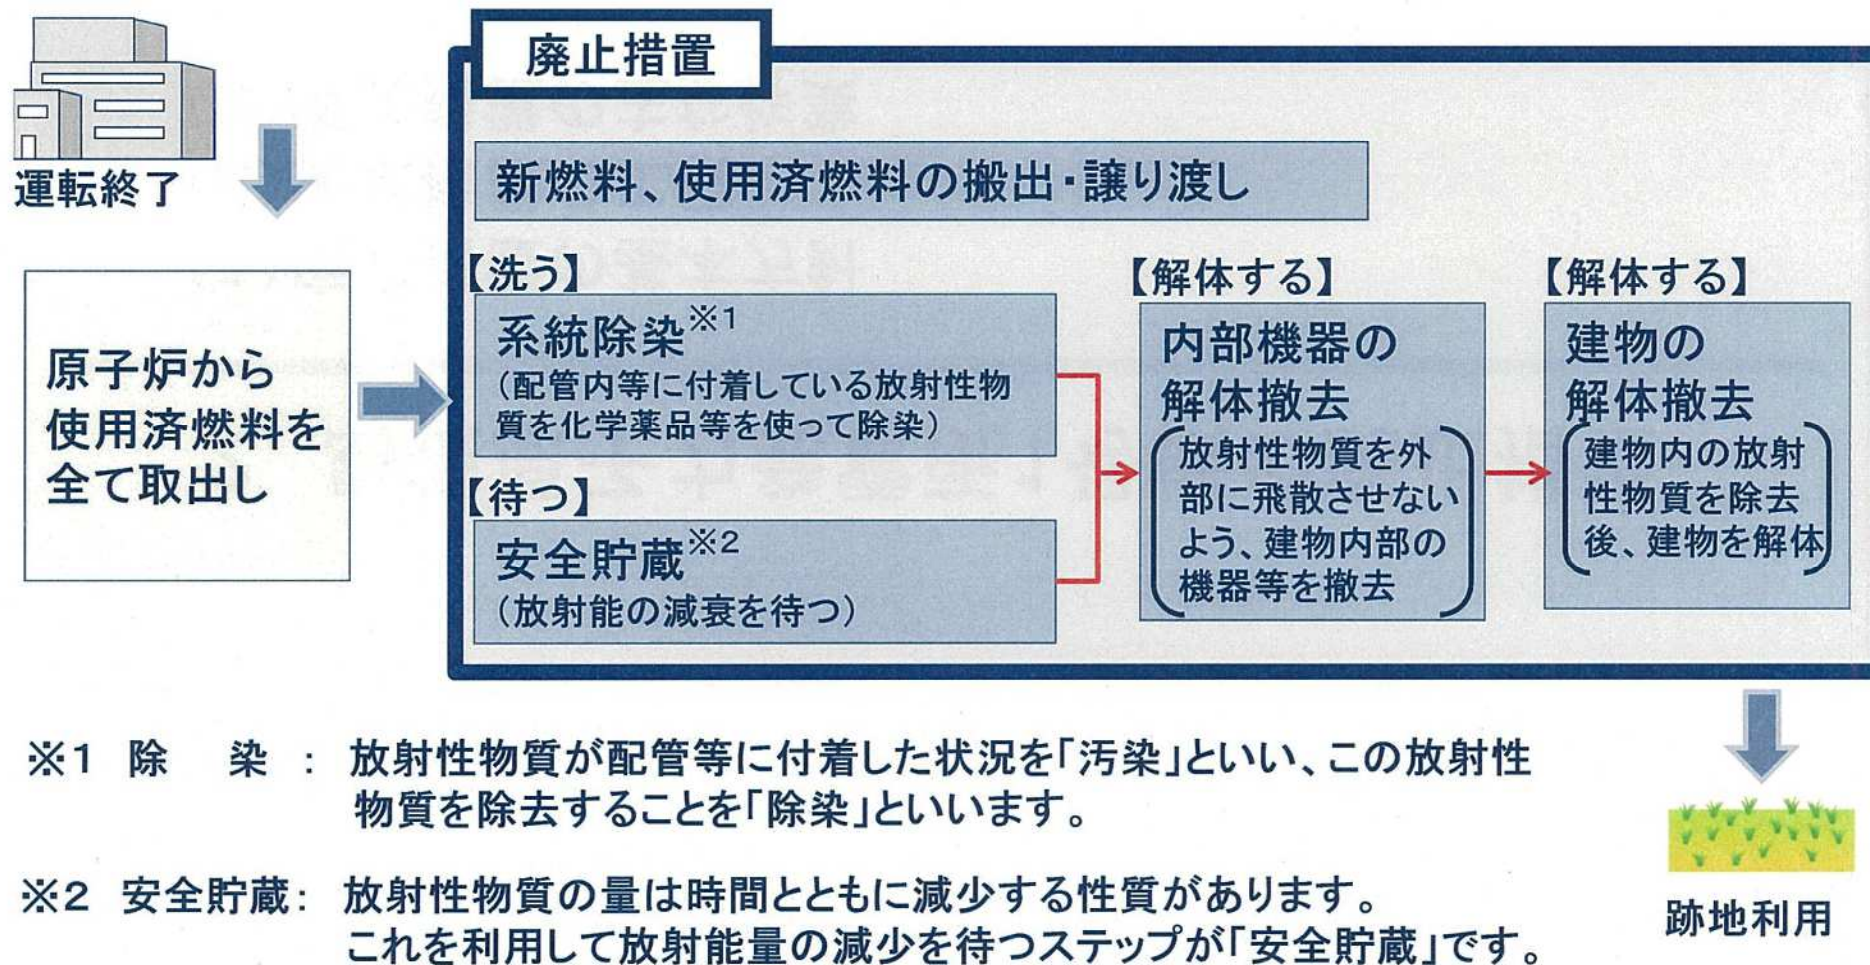 廃止措置
運転終了
新燃料、使用済燃料の搬出・譲り渡し
原子炉から
使用済燃料を
全て取出し
【洗う】
系統除染※1
(配管内等に付着している放射性物
質を化学薬品等を使って除染)
【待つ】
安全貯蔵※2
(放射能の減衰を待つ)
【解体する】
内部機器の
解体撤去
放射性物質を外
部に飛散させない
よう、建物内部の
機器等を撤去
【解体する】
建物の
解体撤去
建物内の放射
性物質を除去
後、建物を解体
※1 除 染 : 放射性物質が配管等に付着した状況を「汚染」といい、この放射性
物質を除去することを「除染」といいます。
※2 安全貯蔵: 放射性物質の量は時間とともに減少する性質があります。
これを利用して放射能量の減少を待つステップが「安全貯蔵」です。
跡地利用